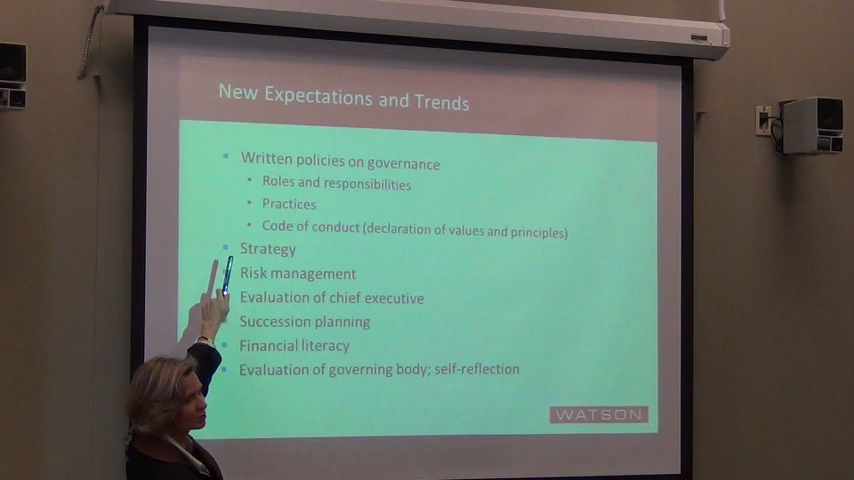 New Expectations and Trends
Written policies on governance
Roles and responsibilities
Practices
Code of conduct (declaration of values and principles)
Strategy
Risk management
Evaluation of chief executive
Succession planning
Financial literacy
Evaluation of governing body; self-reflection
WATSON